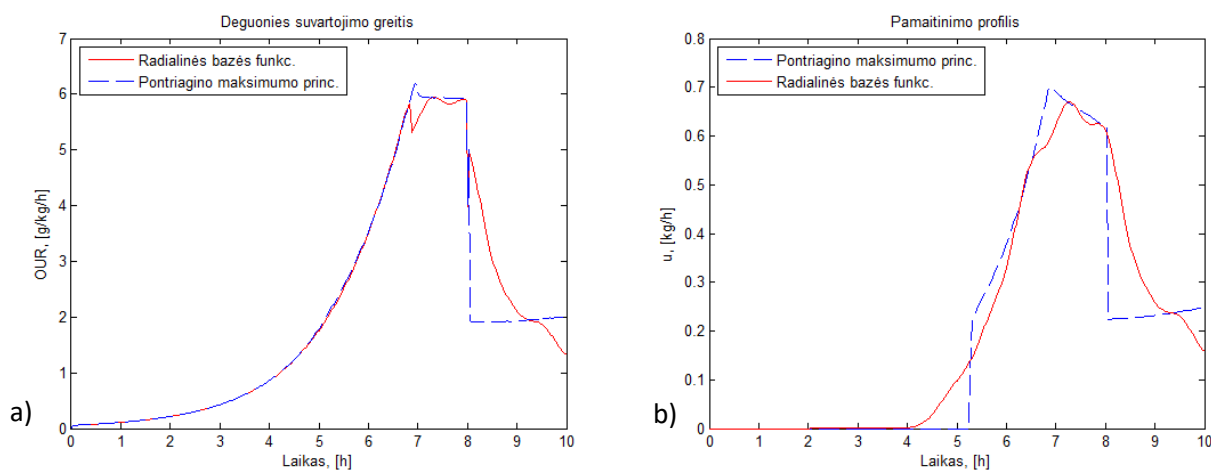 Deguonies suvartojimo greitis
7
6
5
4
3
2
1
0
OUR, [g/kg/h]
Radialinės bazės funkc.
Pontriagino maksimumo princ.
0 1 2 3 4 5 6 7 8 9 10
Laikas, [h]
a)
Pamaitinimo profilis
0.8
0.7
0.6
0.5
0.4
0.3
0.2
0.1
0
u, [kg/h]
Pontriagino maksimumo princ.
Radialinės bazės funkc.
0 1 2 3 4 5 6 7 8 9 10
Laikas, [h]
b)